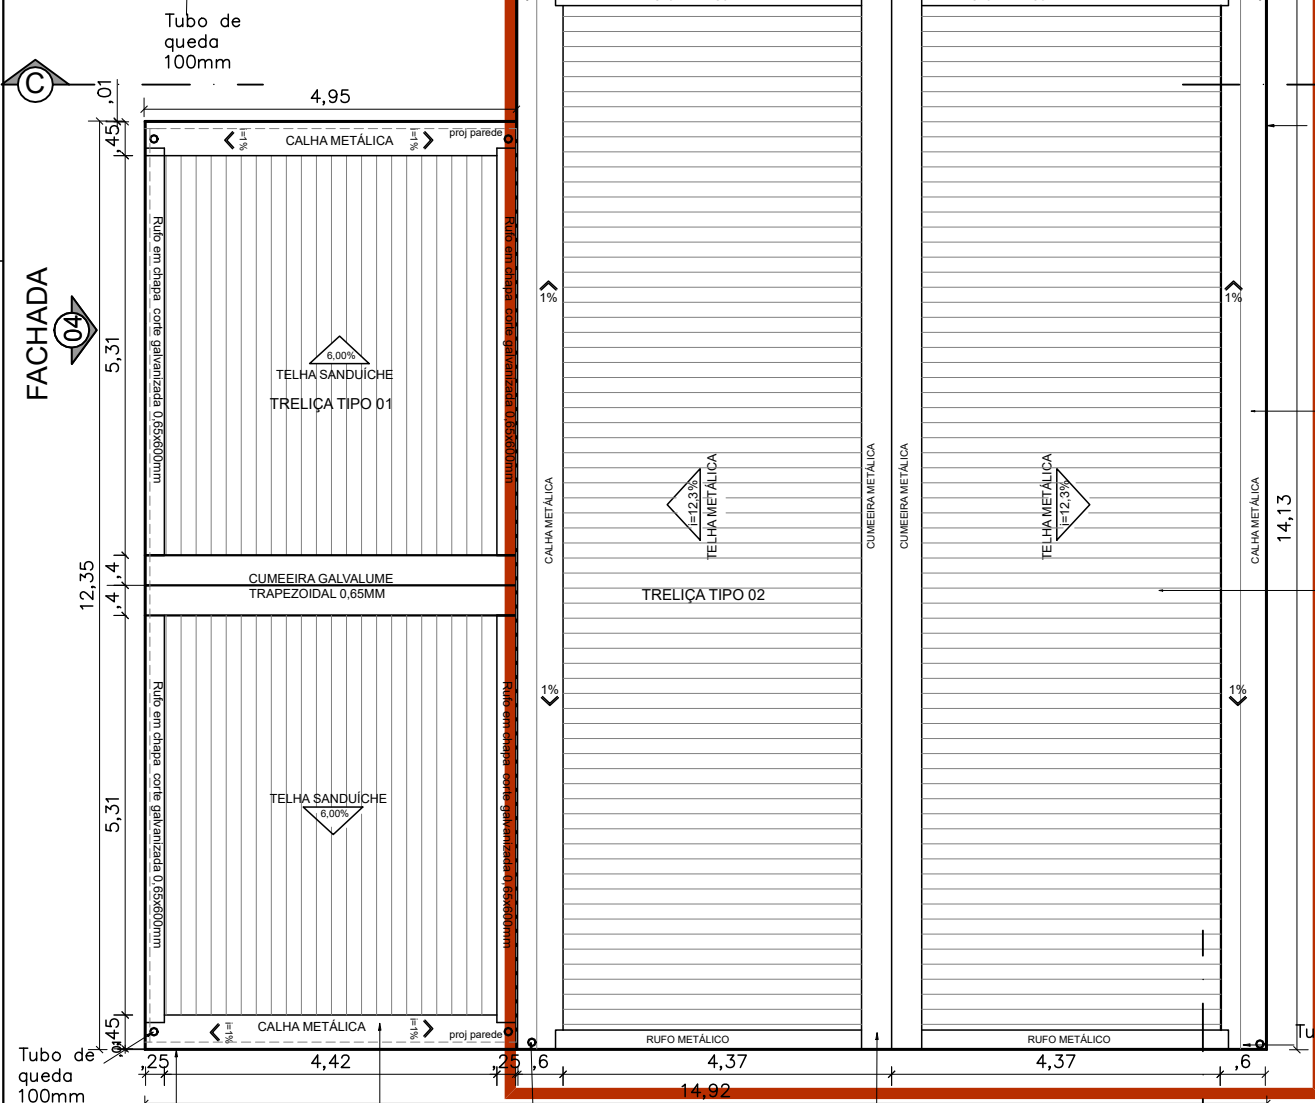 Tubo de
queda
100mm
C
,01
4,95
,45
CALHA METÁLICA
i=1%
i=1%
proj parede
FACHADA
04
5,31
Rufo em chapa corte galvanizada 0,65x600mm
Rufo em chapa corte galvanizada 0,65x600mm
6,00%
TELHA SANDUÍCHE
TRELIÇA TIPO 01
12,35
,4
,4
CUMEEIRA GALVALUME
TRAPEZOIDAL 0,65MM
5,31
Rufo em chapa corte galvanizada 0,65x600mm
Rufo em chapa corte galvanizada 0,65x600mm
TELHA SANDUÍCHE
6,00%
,45
i=1%
CALHA METÁLICA
i=1%
proj parede
Tubo de
queda
100mm
,25
4,42
,25
,6
4,37
4,37
,6
14,92
1%
1%
CALHA METÁLICA
i=12,3%
TELHA METÁLICA
CUMEEIRA METÁLICA
CUMEEIRA METÁLICA
TELHA METÁLICA
i=12,3%
CALHA METÁLICA
14,13
TRELIÇA TIPO 02
1%
1%
RUFO METÁLICO
RUFO METÁLICO
Tu